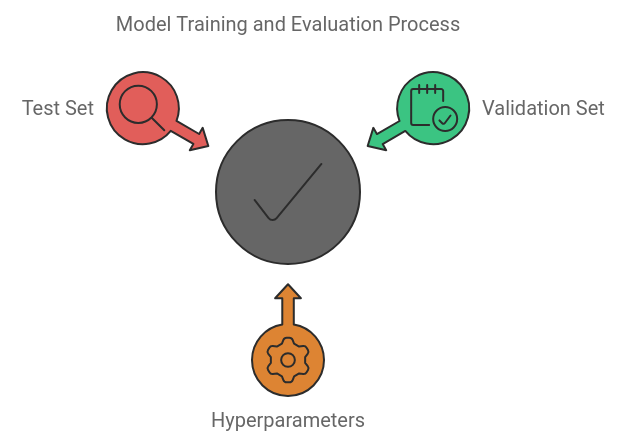 Model Training and Evaluation Process
Test Set
Validation Set
Hyperparameters